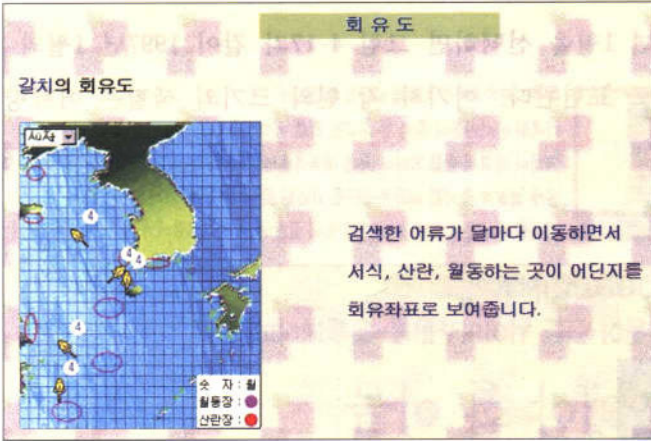 회 유 도
갈치의 회유도
4
4
4
4
4
검색한 어류가 달마다 이동하면서
서식, 산란, 월동하는 곳이 어딘지를
회유좌표로 보여줍니다.
숫 자 : 월
월동장 :
산란장 :